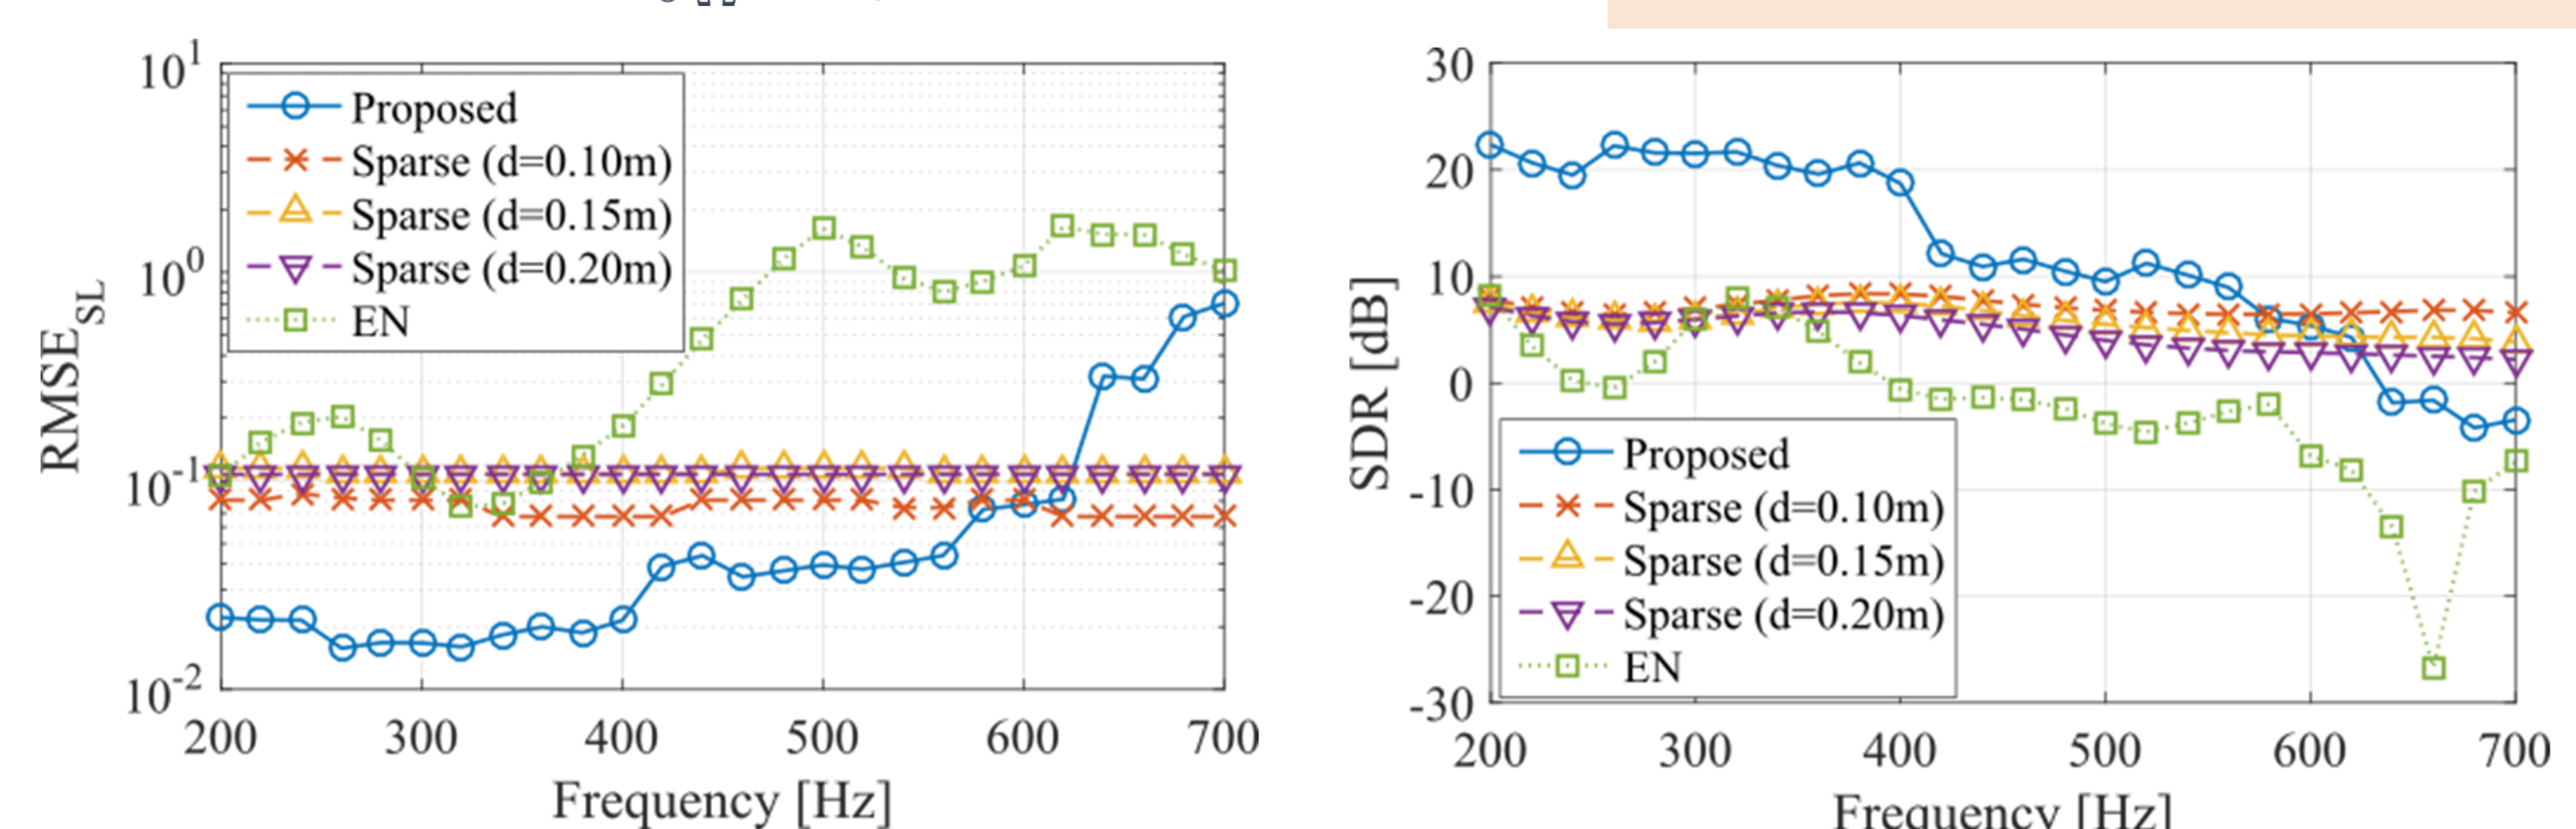 10^1
10^0
10^-1
10^-2
RMSE_SL
Proposed
Sparse (d=0.10m)
Sparse (d=0.15m)
Sparse (d=0.20m)
EN
200 300 400 500 600 700
Frequency [Hz]
30
20
10
0
-10
-20
-30
SDR [dB]
Proposed
Sparse (d=0.10m)
Sparse (d=0.15m)
Sparse (d=0.20m)
EN
200 300 400 500 600 700
Frequency [Hz]